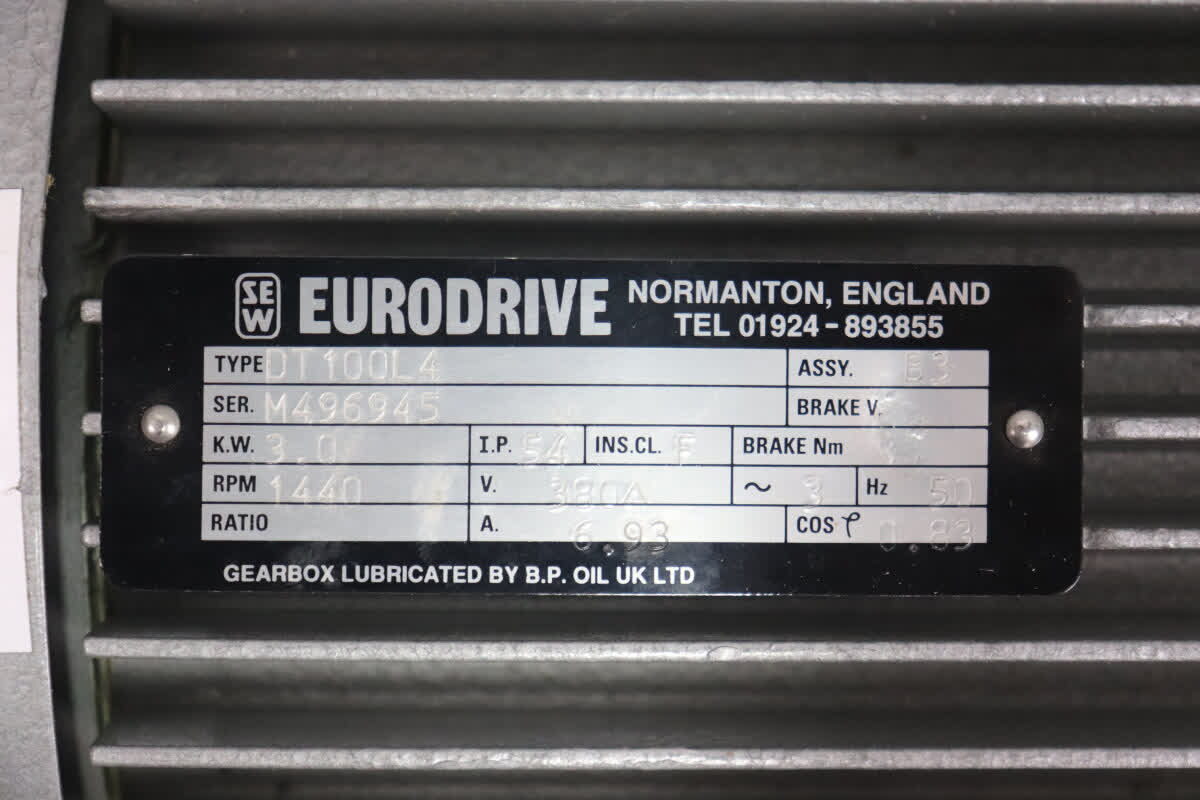 SEW EURODRIVE NORMANTON, ENGLAND
TEL 01924-893855
TYPE DT100L4 ASSY. B3
SER. M496945 BRAKE V.
K.W. 3.0 I.P. 54 INS.CL. F BRAKE Nm
RPM 1440 V. 380Δ ~ 3 Hz 50
RATIO A. 6.93 COS φ 0.83
GEARBOX LUBRICATED BY B.P. OIL UK LTD